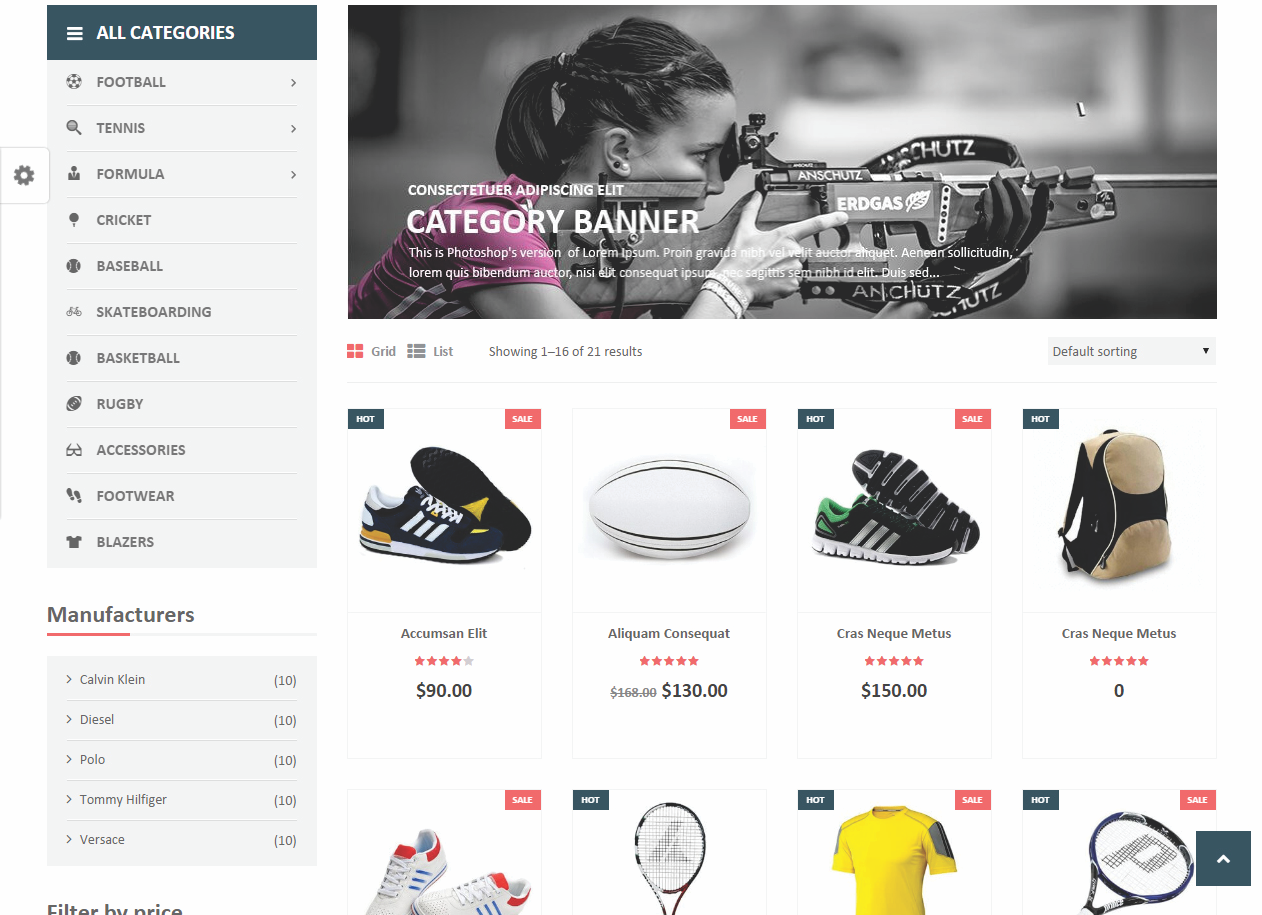 ALL CATEGORIES
FOOTBALL
TENNIS
FORMULA
CRICKET
BASEBALL
SKATEBOARDING
BASKETBALL
RUGBY
ACCESSORIES
FOOTWEAR
BLAZERS
Manufacturers
Calvin Klein (10)
Diesel (10)
Polo (10)
Tommy Hilfiger (10)
Versace (10)
Filter by price
ANSCHUTZ
ANSCHUTZ
ERDGAS
ANSCHÜTZ
CONSECTETUER ADIPISCING ELIT
CATEGORY BANNER
This is Photoshop's version of Lorem Ipsum. Proin gravida nibh vel velit auctor aliquet. Aenean sollicitudin,
lorem quis bibendum auctor, nisi elit consequat ipsum, nec sagittis sem nibh id elit. Duis sed...
Grid List Showing 1–16 of 21 results Default sorting
HOT SALE SALE HOT SALE HOT
Accumsan Elit Aliquam Consequat Cras Neque Metus Cras Neque Metus
$90.00 $168.00 $130.00 $150.00 0
SALE HOT HOT SALE HOT SALE